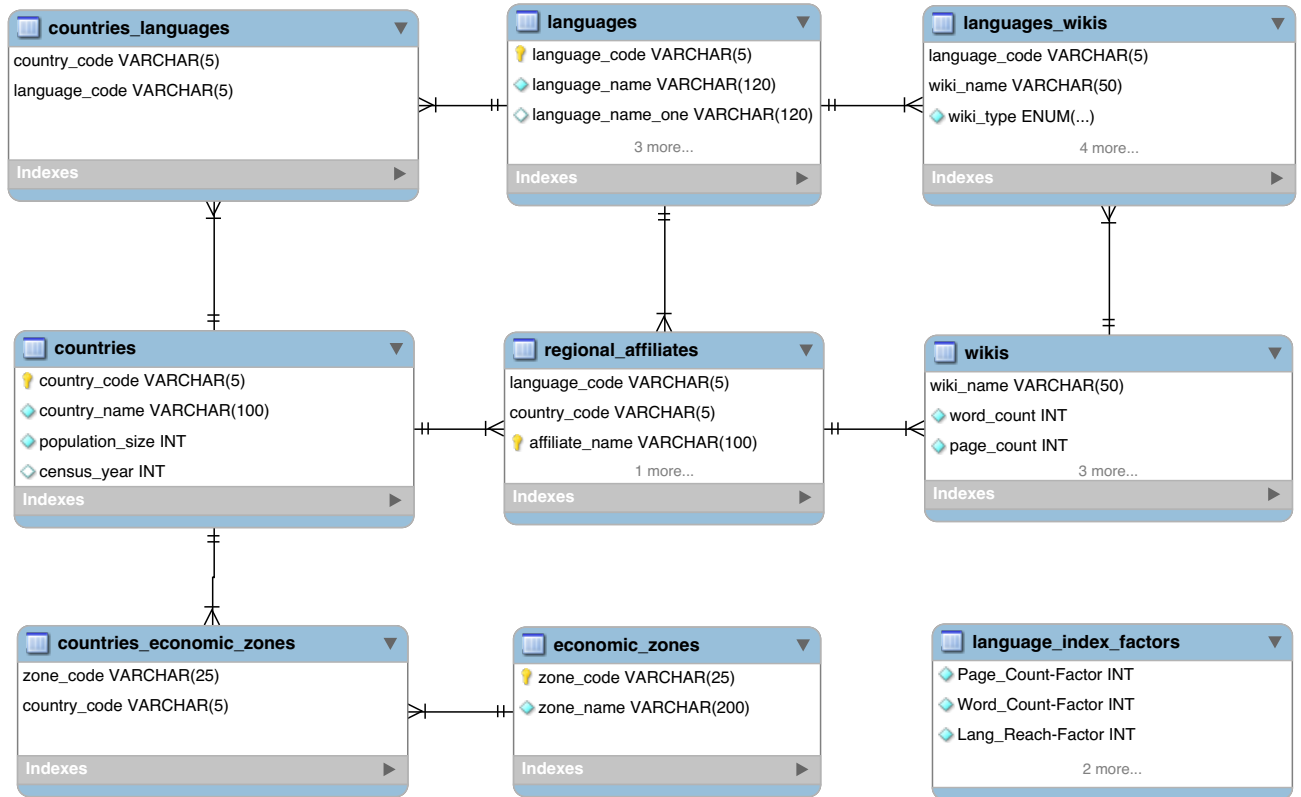 countries_languages
country_code VARCHAR(5)
language_code VARCHAR(5)
Indexes
languages
language_code VARCHAR(5)
language_name VARCHAR(120)
language_name_one VARCHAR(120)
3 more...
Indexes
languages_wikis
language_code VARCHAR(5)
wiki_name VARCHAR(50)
wiki_type ENUM(...)
4 more...
Indexes
countries
country_code VARCHAR(5)
country_name VARCHAR(100)
population_size INT
census_year INT
Indexes
regional_affiliates
language_code VARCHAR(5)
country_code VARCHAR(5)
affiliate_name VARCHAR(100)
1 more...
Indexes
wikis
wiki_name VARCHAR(50)
word_count INT
page_count INT
3 more...
Indexes
countries_economic_zones
zone_code VARCHAR(25)
country_code VARCHAR(5)
Indexes
economic_zones
zone_code VARCHAR(25)
zone_name VARCHAR(200)
Indexes
language_index_factors
Page_Count-Factor INT
Word_Count-Factor INT
Lang_Reach-Factor INT
2 more...